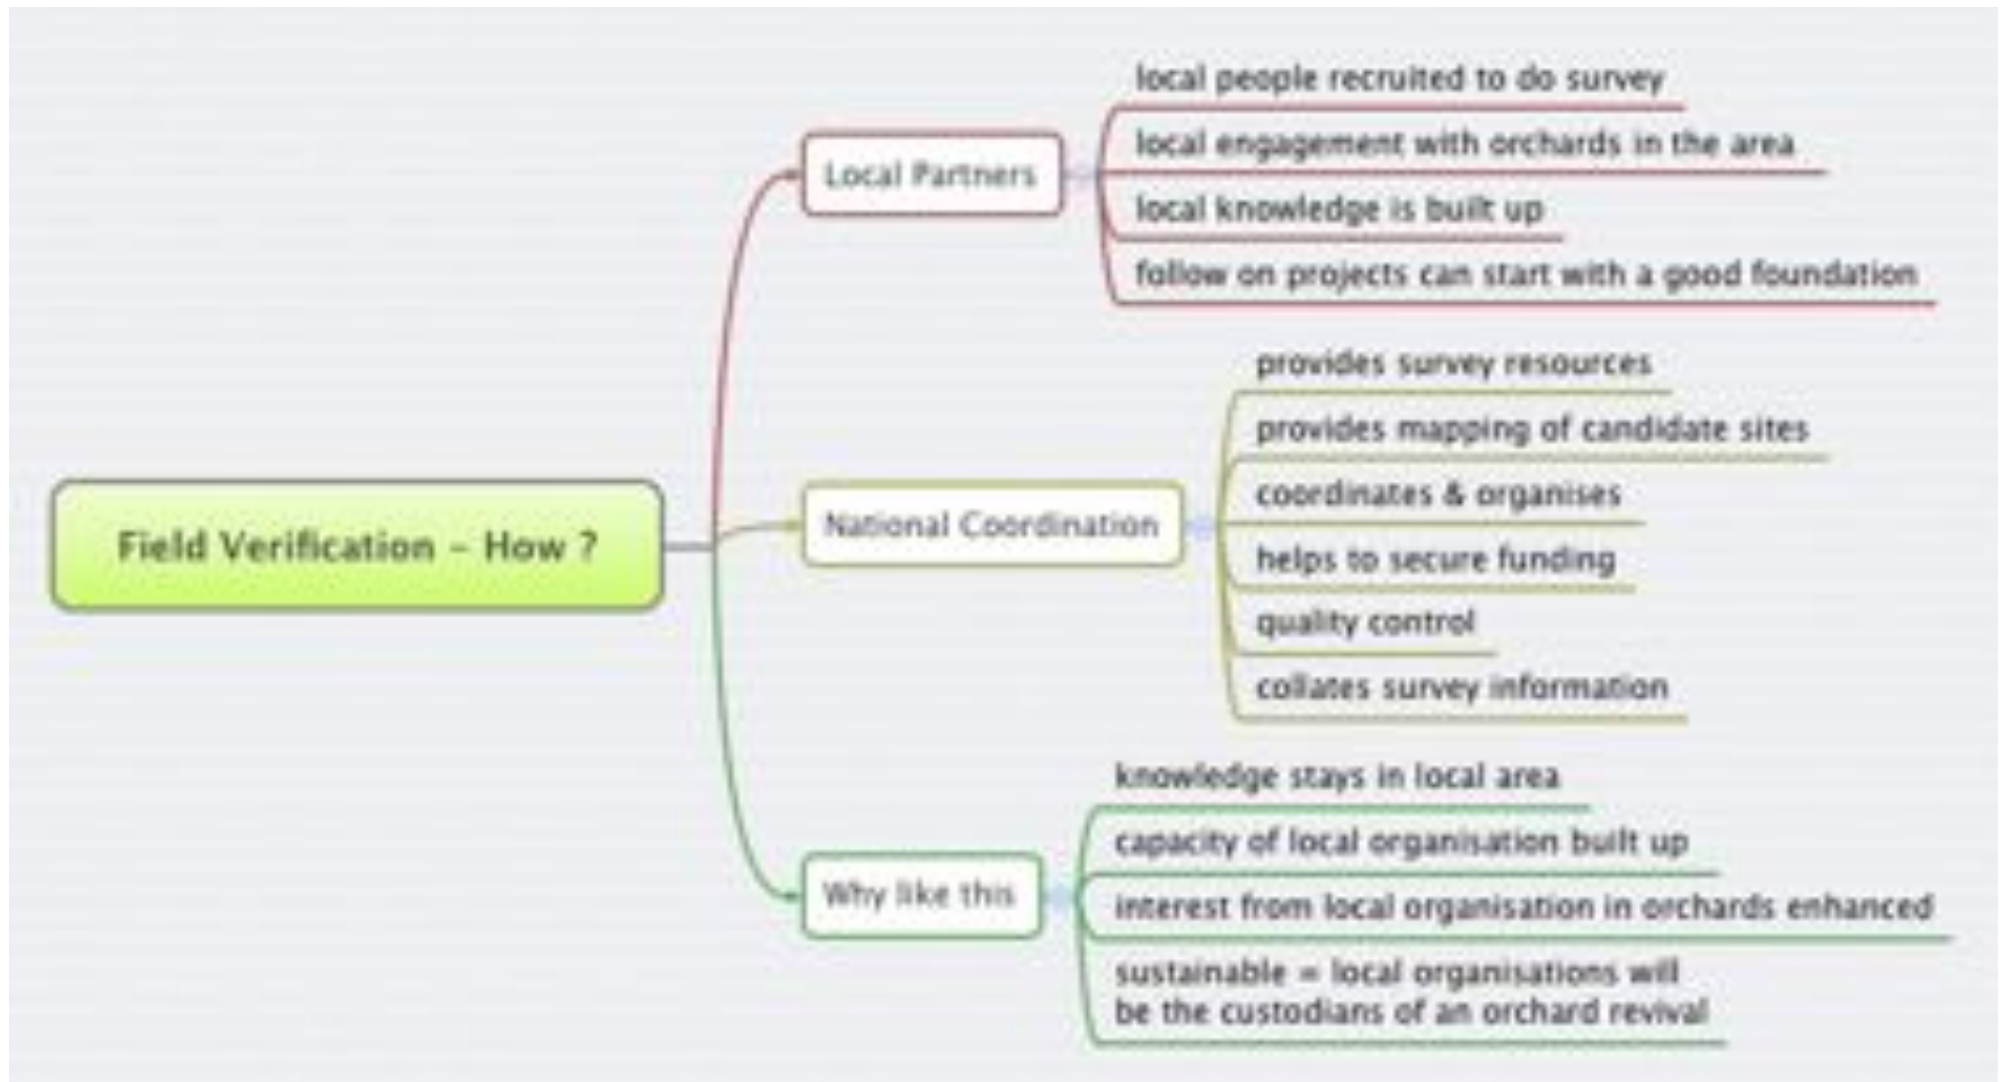 Field Verification - How ?
Local Partners
local people recruited to do survey
local engagement with orchards in the area
local knowledge is built up
follow on projects can start with a good foundation
National Coordination
provides survey resources
provides mapping of candidate sites
coordinates & organises
helps to secure funding
quality control
collates survey information
Why like this
knowledge stays in local area
capacity of local organisation built up
interest from local organisation in orchards enhanced
sustainable = local organisations will
be the custodians of an orchard revival